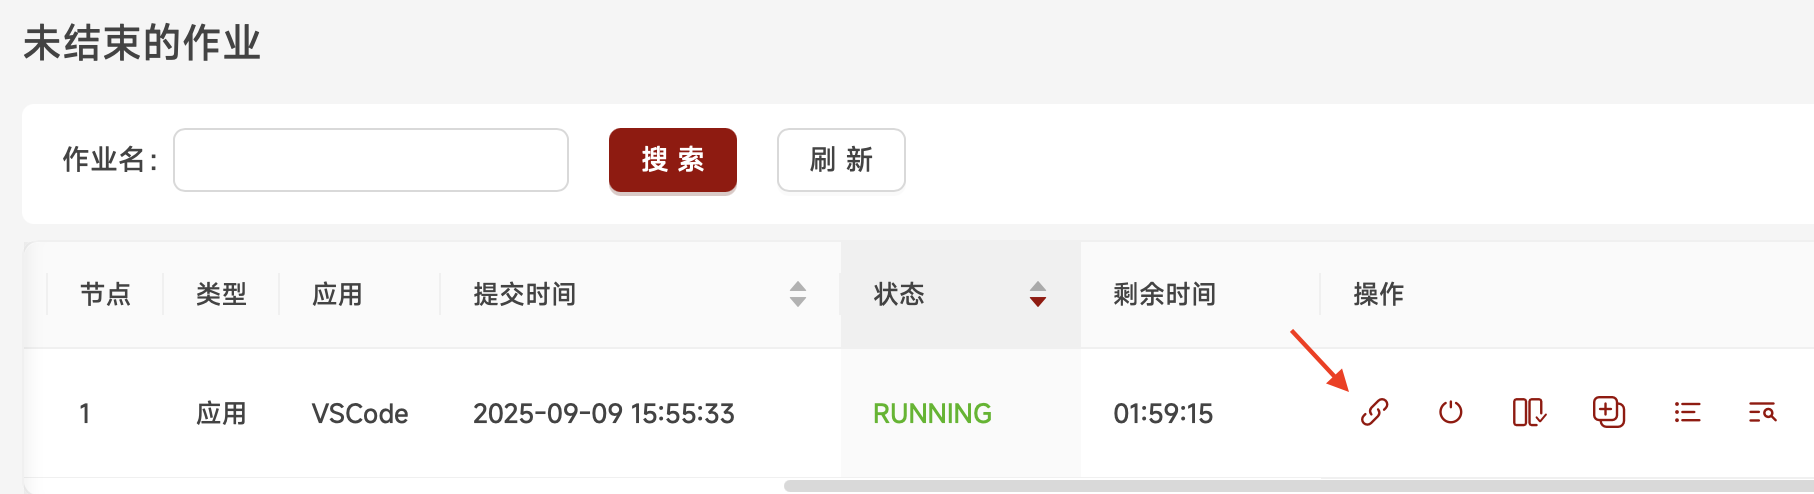 未结束的作业
作业名: 搜 索 刷 新
节点 类型 应用 提交时间 状态 剩余时间 操作
1 应用 VSCode 2025-09-09 15:55:33 RUNNING 01:59:15